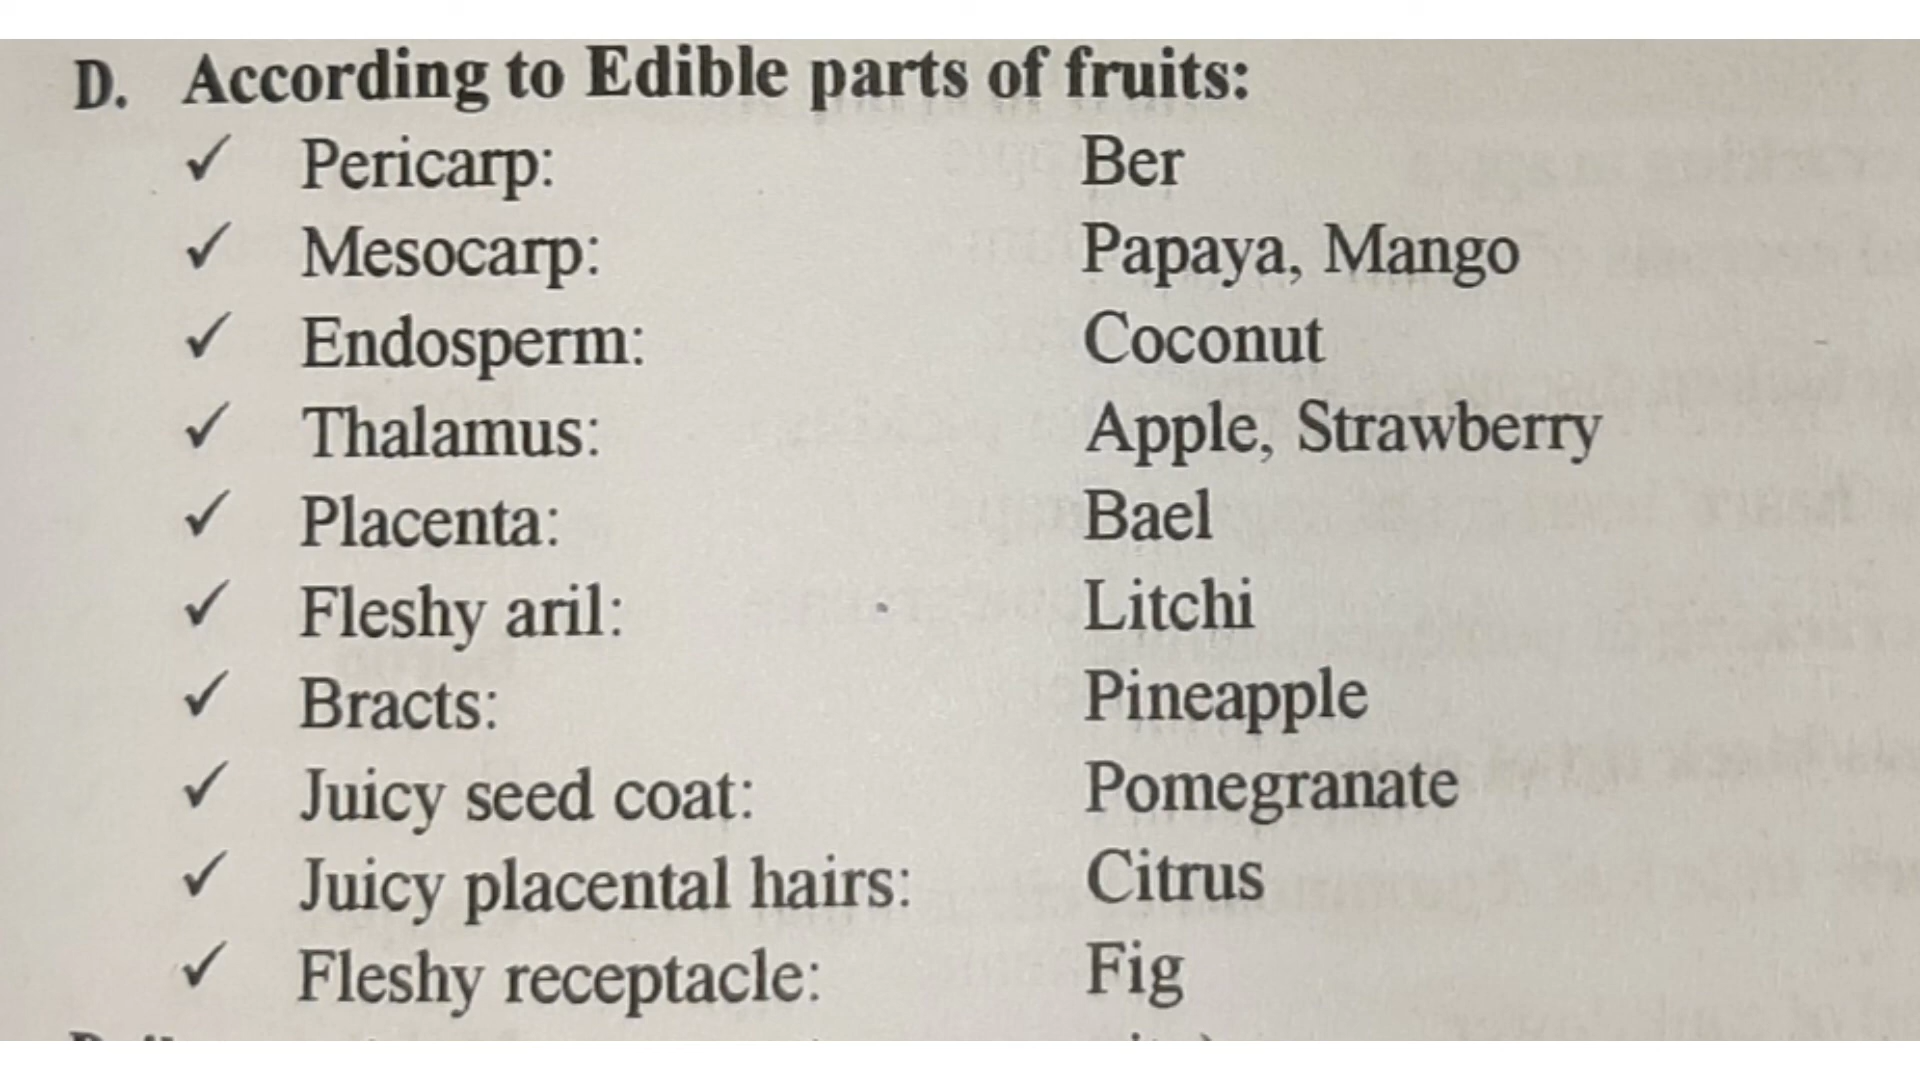 D. According to Edible parts of fruits:
✓ Pericarp: Ber
✓ Mesocarp: Papaya, Mango
✓ Endosperm: Coconut
✓ Thalamus: Apple, Strawberry
✓ Placenta: Bael
✓ Fleshy aril: Litchi
✓ Bracts: Pineapple
✓ Juicy seed coat: Pomegranate
✓ Juicy placental hairs: Citrus
✓ Fleshy receptacle: Fig